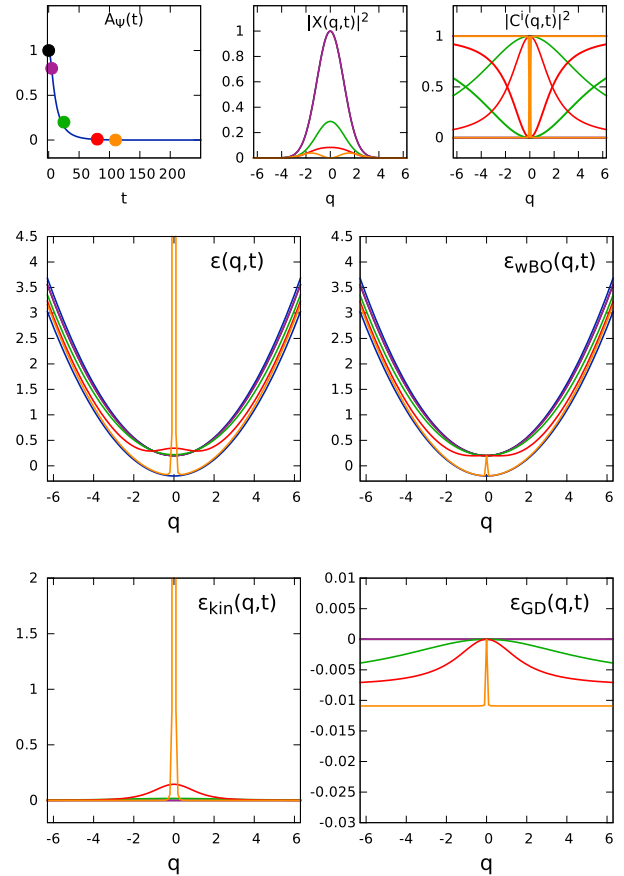 A_Ψ(t)
|X(q,t)|²
|Cⁱ(q,t)|²
1
0.5
0
0 50 100 150 200
t
1
0.8
0.6
0.4
0.2
0
-6 -4 -2 0 2 4 6
q
1
0.5
0
-6 -4 -2 0 2 4 6
q
ε(q,t)
4.5
4
3.5
3
2.5
2
1.5
1
0.5
0
-6 -4 -2 0 2 4 6
q
ε_wBO(q,t)
4.5
4
3.5
3
2.5
2
1.5
1
0.5
0
-6 -4 -2 0 2 4 6
q
ε_kin(q,t)
2
1.5
1
0.5
0
-6 -4 -2 0 2 4 6
q
ε_GD(q,t)
0.01
0.005
0
-0.005
-0.01
-0.015
-0.02
-0.025
-0.03
-6 -4 -2 0 2 4 6
q